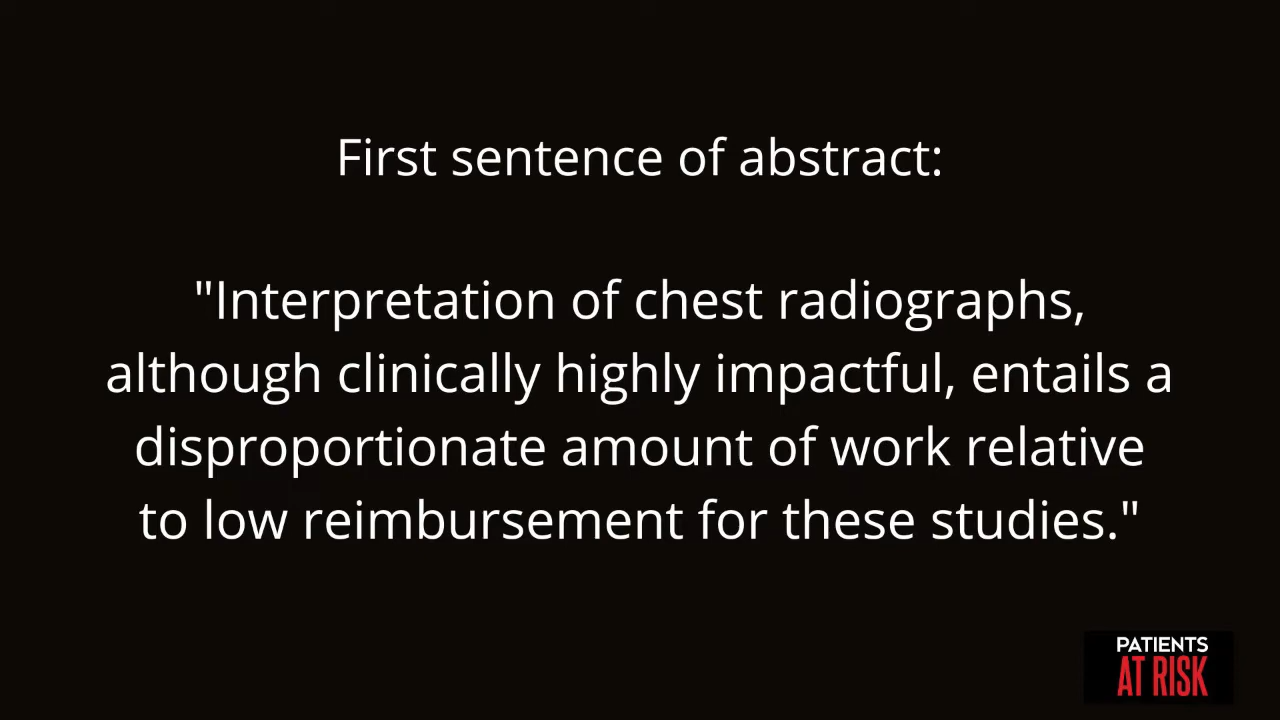 First sentence of abstract:
"Interpretation of chest radiographs,
although clinically highly impactful, entails a
disproportionate amount of work relative
to low reimbursement for these studies."
PATIENTS
AT RISK